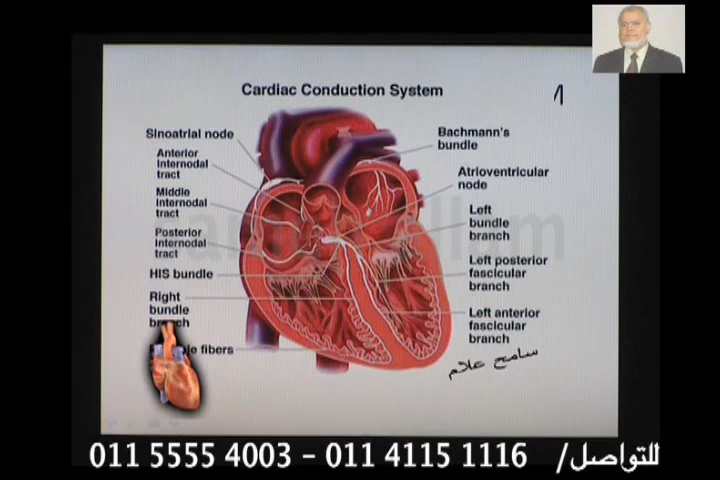 Cardiac Conduction System
1
Sinoatrial node
Anterior
Internodal
tract
Middle
Internodal
tract
Posterior
Internodal
tract
HIS bundle
Right
bundle
branch
fibers
Bachmann's
bundle
Atrioventricular
node
Left
bundle
branch
Left posterior
fascicular
branch
Left anterior
fascicular
branch
سامح علام
للتواصل/ 011 4115 1116 - 011 5555 4003